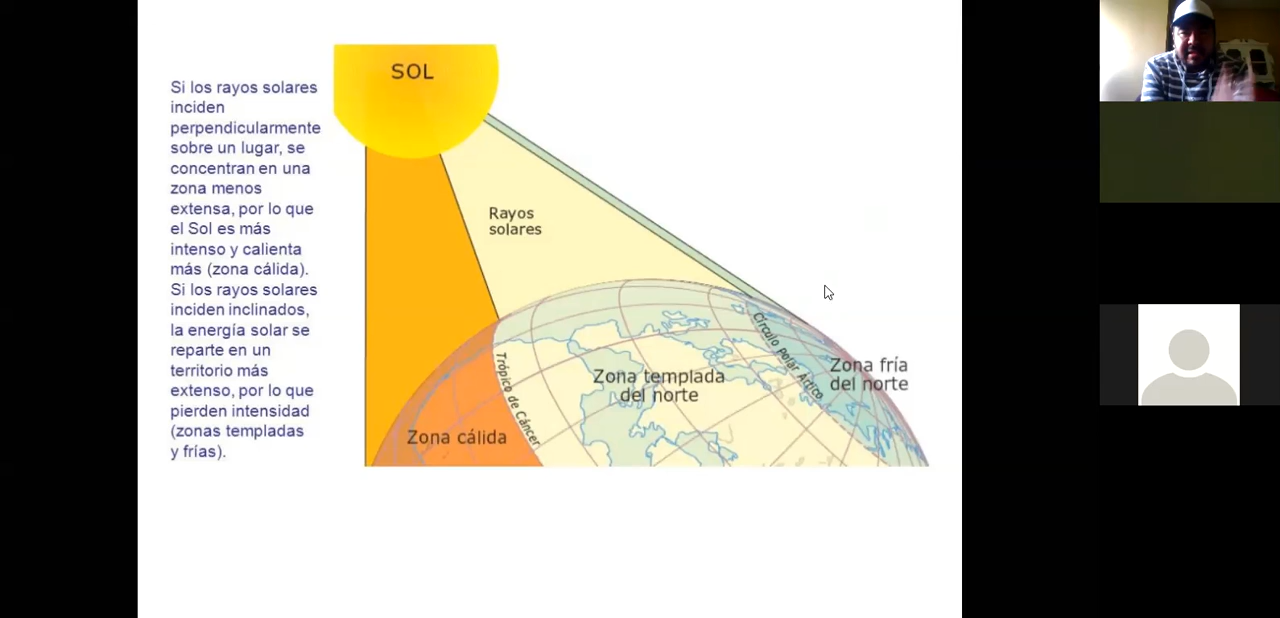 Si los rayos solares
inciden
perpendicularmente
sobre un lugar, se
concentran en una
zona menos
extensa, por lo que
el Sol es más
intenso y calienta
más (zona cálida).
Si los rayos solares
inciden inclinados,
la energía solar se
reparte en un
territorio más
extenso, por lo que
pierden intensidad
(zonas templadas
y frías).
SOL
Rayos
solares
Zona cálida
Trópico de Cáncer
Zona templada
del norte
Círculo Polar Ártico
Zona fría
del norte